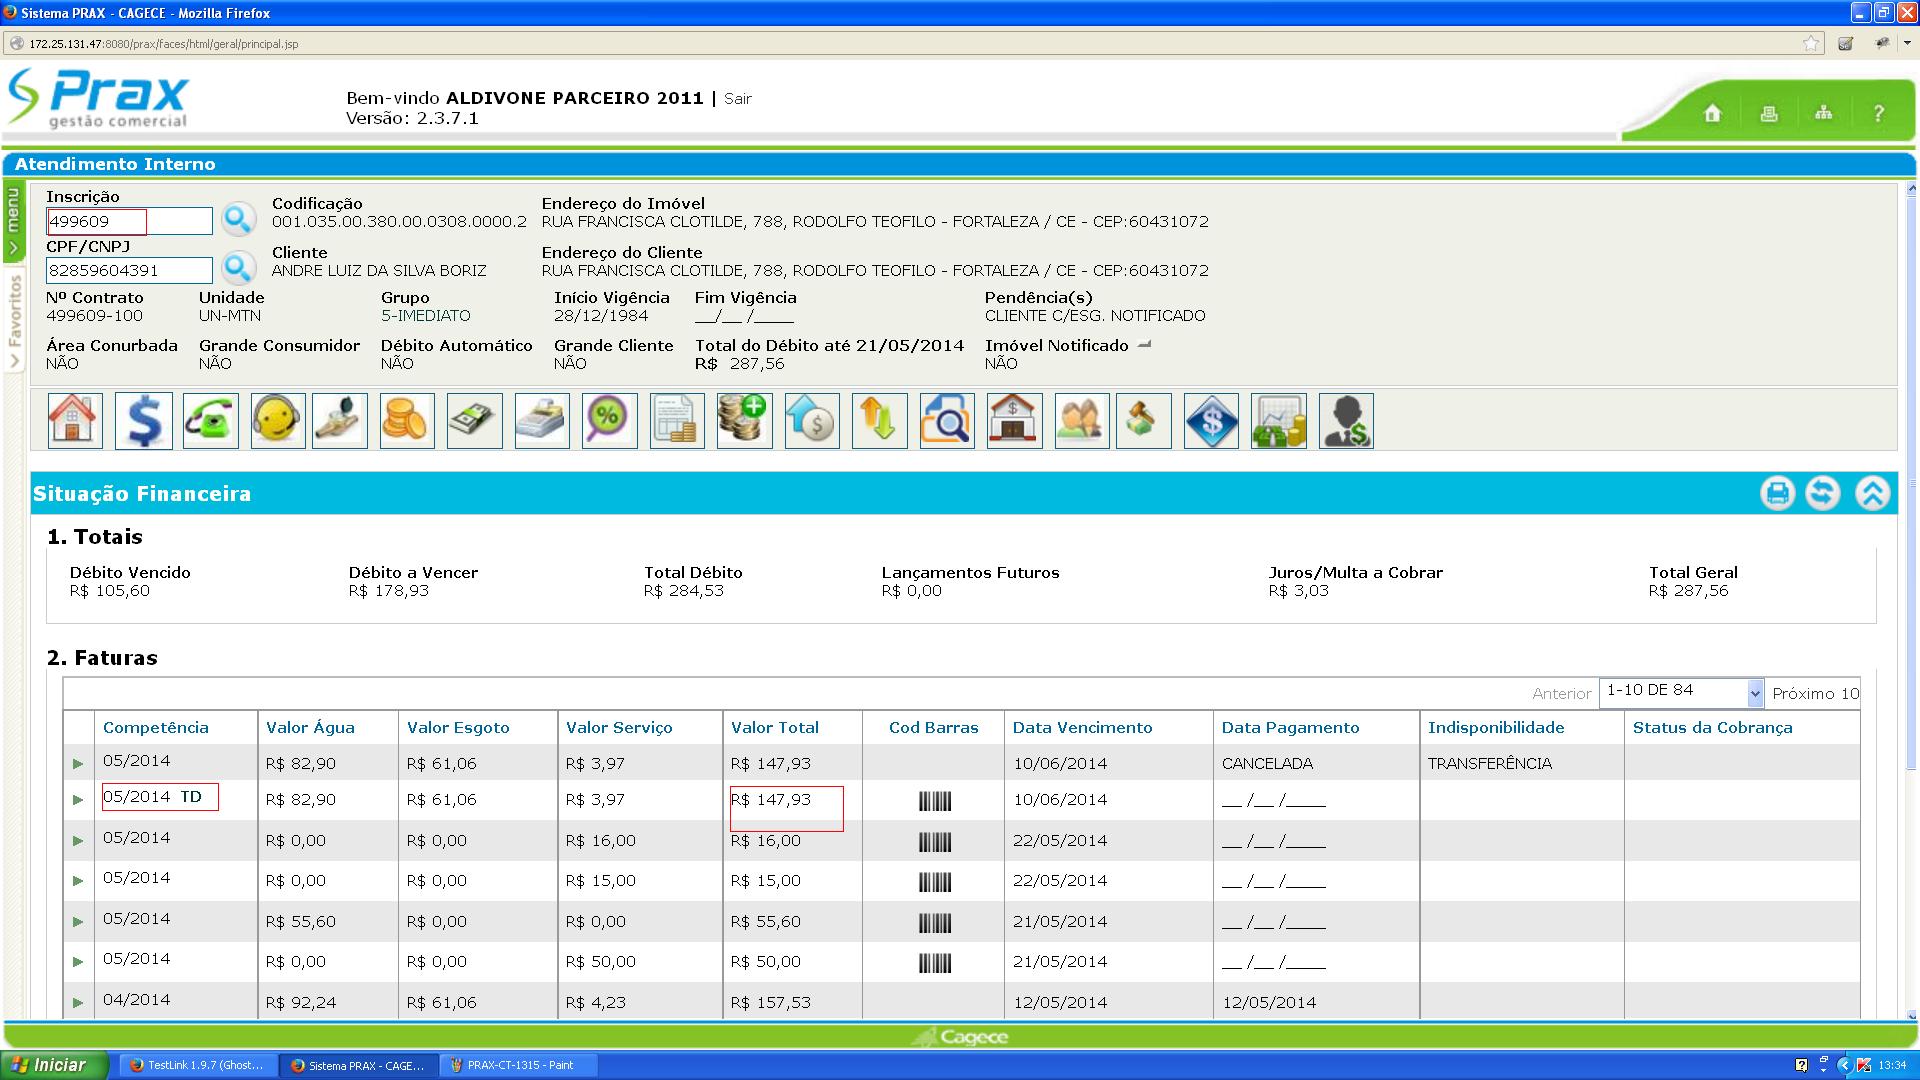 Sistema PRAX - CAGECE - Mozilla Firefox
172.25.131.47:8080/prax/faces/html/geral/principal.jsp
Prax
gestão comercial
Bem-vindo ALDIVONE PARCEIRO 2011 | Sair
Versão: 2.3.7.1
?
Atendimento Interno
menu
Favoritos
Inscrição
499609
Codificação
001.035.00.380.00.0308.0000.2
Endereço do Imóvel
RUA FRANCISCA CLOTILDE, 788, RODOLFO TEOFILO - FORTALEZA / CE - CEP:60431072
CPF/CNPJ
82859604391
Cliente
ANDRE LUIZ DA SILVA BORIZ
Endereço do Cliente
RUA FRANCISCA CLOTILDE, 788, RODOLFO TEOFILO - FORTALEZA / CE - CEP:60431072
Nº Contrato Unidade Grupo Início Vigência Fim Vigência Pendência(s)
499609-100 UN-MTN 5-IMEDIATO 28/12/1984 __/__ /____ CLIENTE C/ESG. NOTIFICADO
Área Conurbada Grande Consumidor Débito Automático Grande Cliente Total do Débito até 21/05/2014 Imóvel Notificado
NÃO NÃO NÃO NÃO R$ 287,56 NÃO
Situação Financeira
1. Totais
Débito Vencido Débito a Vencer Total Débito Lançamentos Futuros Juros/Multa a Cobrar Total Geral
R$ 105,60 R$ 178,93 R$ 284,53 R$ 0,00 R$ 3,03 R$ 287,56
2. Faturas
Anterior 1-10 DE 84 Próximo 10
Competência Valor Água Valor Esgoto Valor Serviço Valor Total Cod Barras Data Vencimento Data Pagamento Indisponibilidade Status da Cobrança
05/2014 R$ 82,90 R$ 61,06 R$ 3,97 R$ 147,93 10/06/2014 CANCELADA TRANSFERÊNCIA
05/2014 TD R$ 82,90 R$ 61,06 R$ 3,97 R$ 147,93 10/06/2014 __ /__ /____
05/2014 R$ 0,00 R$ 0,00 R$ 16,00 R$ 16,00 22/05/2014 __ /__ /____
05/2014 R$ 0,00 R$ 0,00 R$ 15,00 R$ 15,00 22/05/2014 __ /__ /____
05/2014 R$ 55,60 R$ 0,00 R$ 0,00 R$ 55,60 21/05/2014 __ /__ /____
05/2014 R$ 0,00 R$ 0,00 R$ 50,00 R$ 50,00 21/05/2014 __ /__ /____
04/2014 R$ 92,24 R$ 61,06 R$ 4,23 R$ 157,53 12/05/2014 12/05/2014
Cagece
Iniciar
TestLink 1.9.7 (Ghost...
Sistema PRAX - CAGE...
PRAX-CT-1315 - Paint
13:34